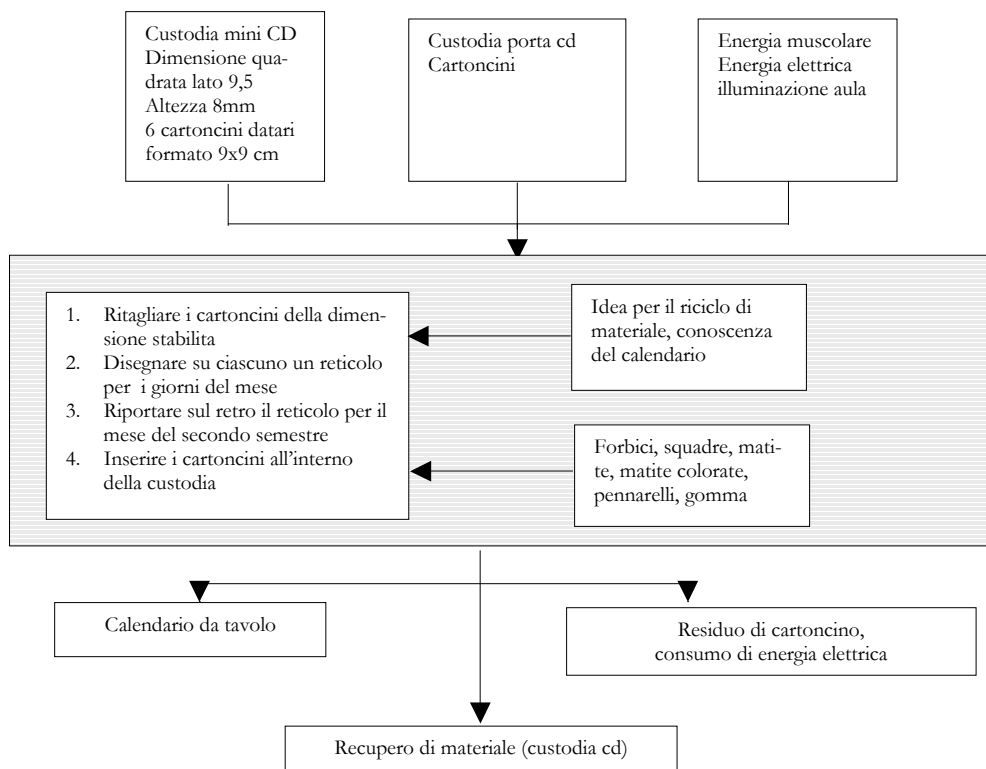 Custodia mini CD
Dimensione qua-
drata lato 9,5
Altezza 8mm
6 cartoncini datari
formato 9x9 cm
Custodia porta cd
Cartoncini
Energia muscolare
Energia elettrica
illuminazione aula
1. Ritagliare i cartoncini della dimen-
sione stabilita
2. Disegnare su ciascuno un reticolo
per i giorni del mese
3. Riportare sul retro il reticolo per il
mese del secondo semestre
4. Inserire i cartoncini all'interno
della custodia
Idea per il riciclo di
materiale, conoscenza
del calendario
Forbici, squadre, mati-
te, matite colorate,
pennarelli, gomma
Calendario da tavolo
Residuo di cartoncino,
consumo di energia elettrica
Recupero di materiale (custodia cd)